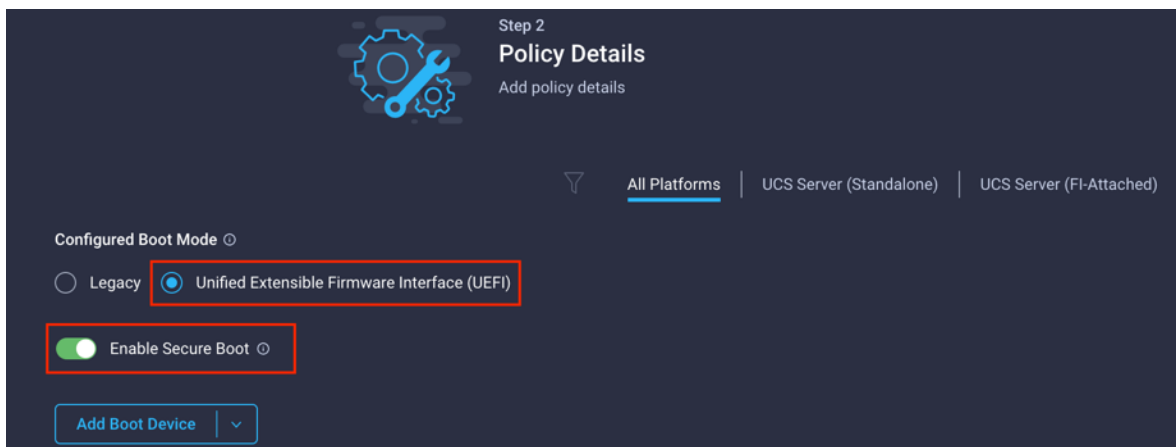 Step 2
Policy Details
Add policy details
All Platforms UCS Server (Standalone) UCS Server (FI-Attached)
Configured Boot Mode
Legacy Unified Extensible Firmware Interface (UEFI)
Enable Secure Boot
Add Boot Device